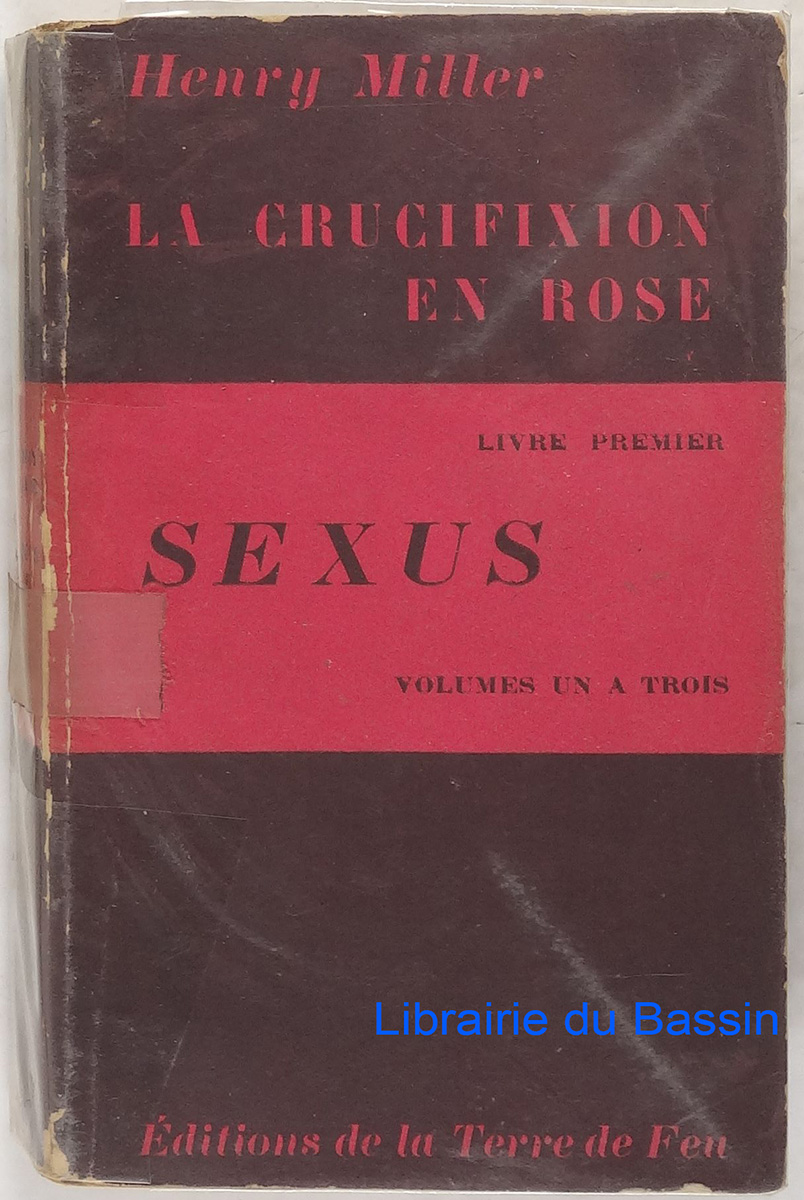 Henry Miller
LA CRUCIFIXION
EN ROSE
LIVRE PREMIER
SEXUS
VOLUMES UN A TROIS
Librairie du Bassin
Éditions de la Terre de Feu